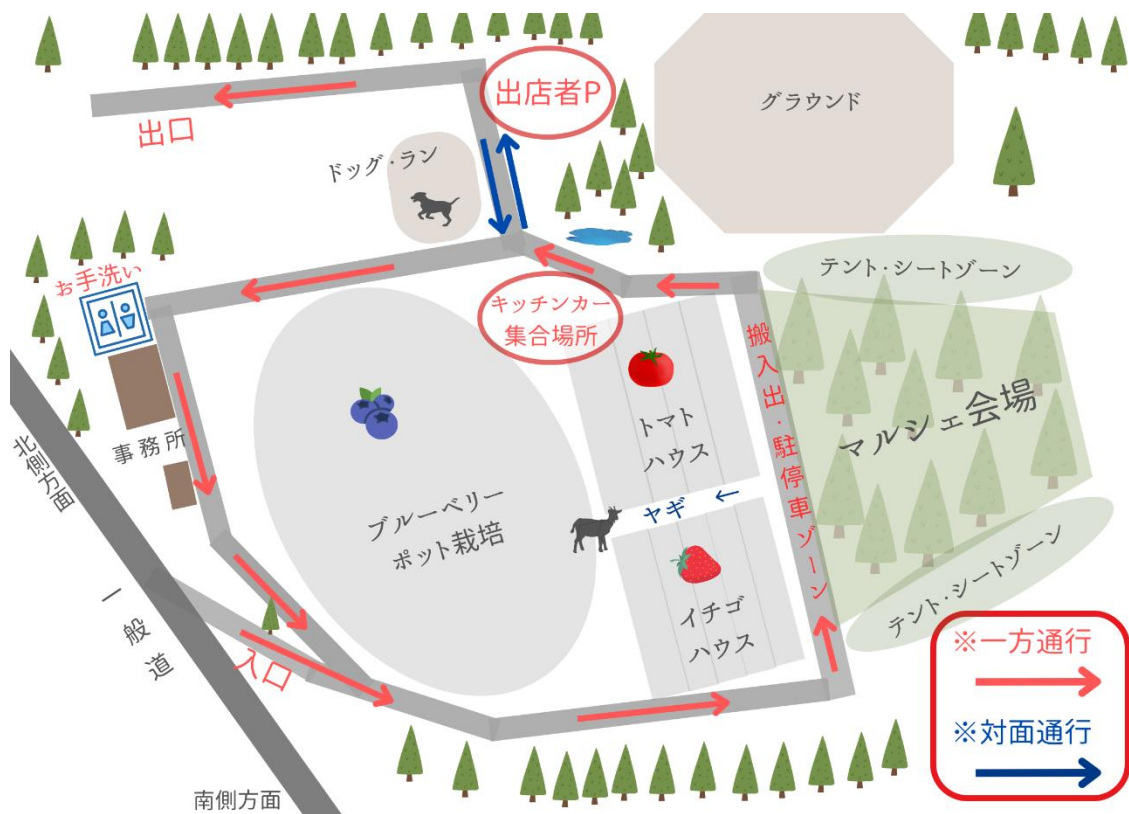 出店者P
グラウンド
出口
ドッグ・ラン
テント・シートゾーン
お手洗い
キッチンカー
集合場所
搬入出・駐停車ゾーン
マルシェ会場
トマト
ハウス
事務所
北側方面
ヤギ ←
ブルーベリー
ポット栽培
テント・シートゾーン
一般道
イチゴ
ハウス
入口
※一方通行
※対面通行
南側方面